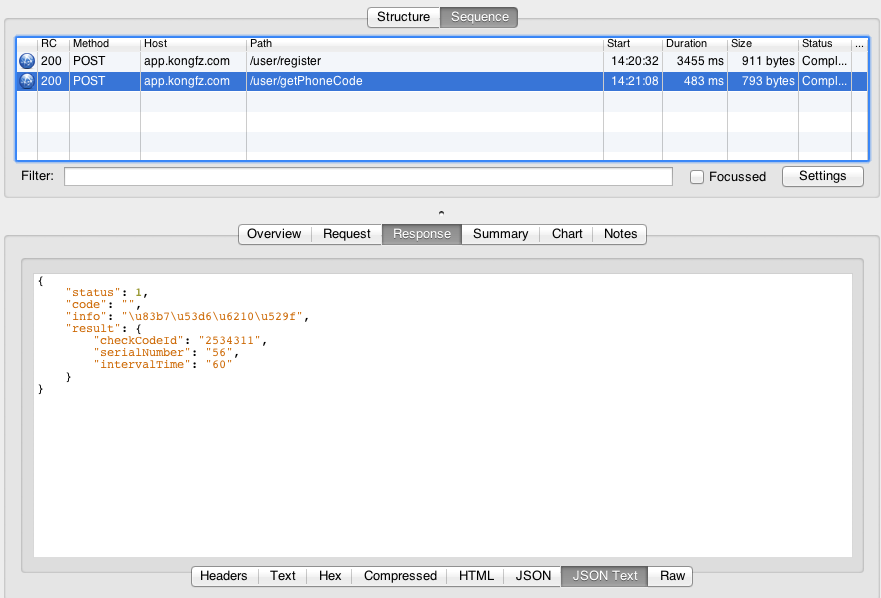 Structure Sequence
RC Method Host Path Start Duration Size Status ...
200 POST app.kongfz.com /user/register 14:20:32 3455 ms 911 bytes Compl...
200 POST app.kongfz.com /user/getPhoneCode 14:21:08 483 ms 793 bytes Compl...
Filter: Focussed Settings
Overview Request Response Summary Chart Notes
{
"status": 1,
"code": "",
"info": "\u83b7\u53d6\u6210\u529f",
"result": {
"checkCodeId": "2534311",
"serialNumber": "56",
"intervalTime": "60"
}
}
Headers Text Hex Compressed HTML JSON JSON Text Raw